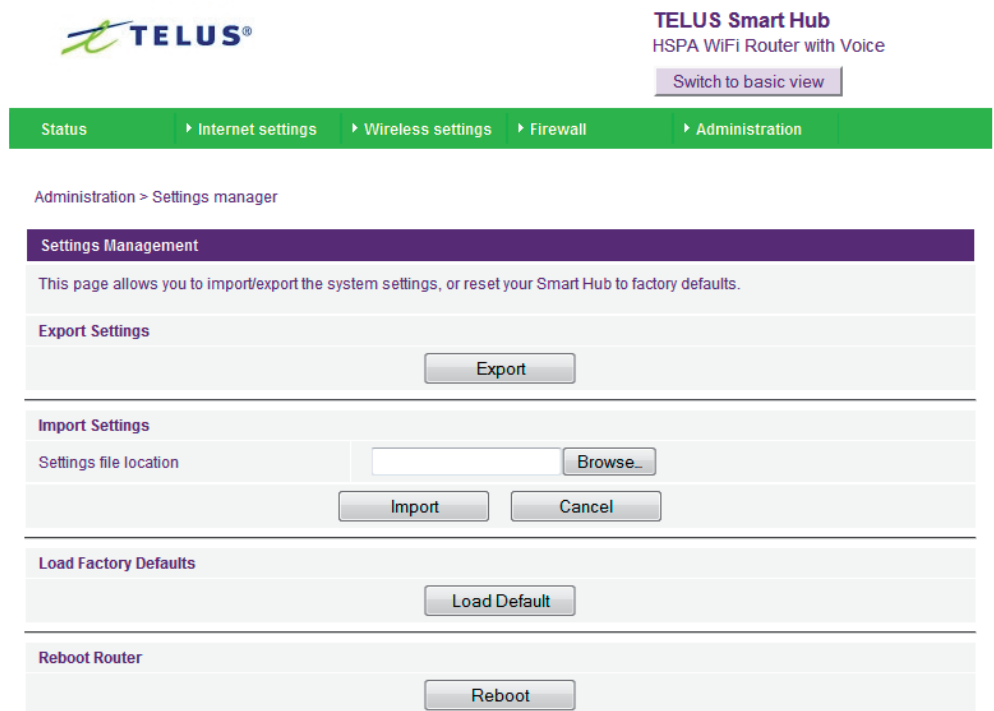 TELUS®
TELUS Smart Hub
HSPA WiFi Router with Voice
Switch to basic view
Status
Internet settings
Wireless settings
Firewall
Administration
Administration > Settings manager
Settings Management
This page allows you to import/export the system settings, or reset your Smart Hub to factory defaults.
Export Settings
Export
Import Settings
Settings file location
Browse...
Import
Cancel
Load Factory Defaults
Load Default
Reboot Router
Reboot